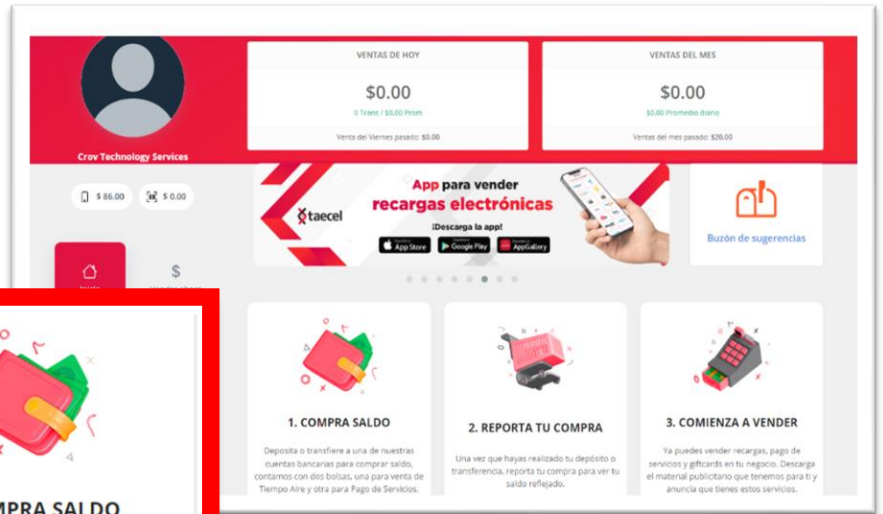 VENTAS DE HOY
$0.00
0 Trans / $0.00 Prom
Venta del Viernes pasado: $0.00
VENTAS DEL MES
$0.00
$0.00 Promedio diario
Ventas del mes pasado: $20.00
Crov Technology Services
$ 86.00
$ 0.00
taecel
App para vender
recargas electrónicas
¡Descarga la app!
App Store
Google Play
AppGallery
Buzón de sugerencias
$
1. COMPRA SALDO
Deposita o transfiere a una de nuestras
cuentas bancarias para comprar saldo,
contamos con dos bolsas, una para venta de
Tiempo Aire y otra para Pago de Servicios.
2. REPORTA TU COMPRA
Una vez que hayas realizado tu depósito o
transferencia, reporta tu compra para ver tu
saldo reflejado.
3. COMIENZA A VENDER
Ya puedes vender recargas, pago de
servicios y giftcards en tu negocio. Descarga
el material publicitario que tenemos para ti y
anuncia que tienes estos servicios.
MPRA SALDO